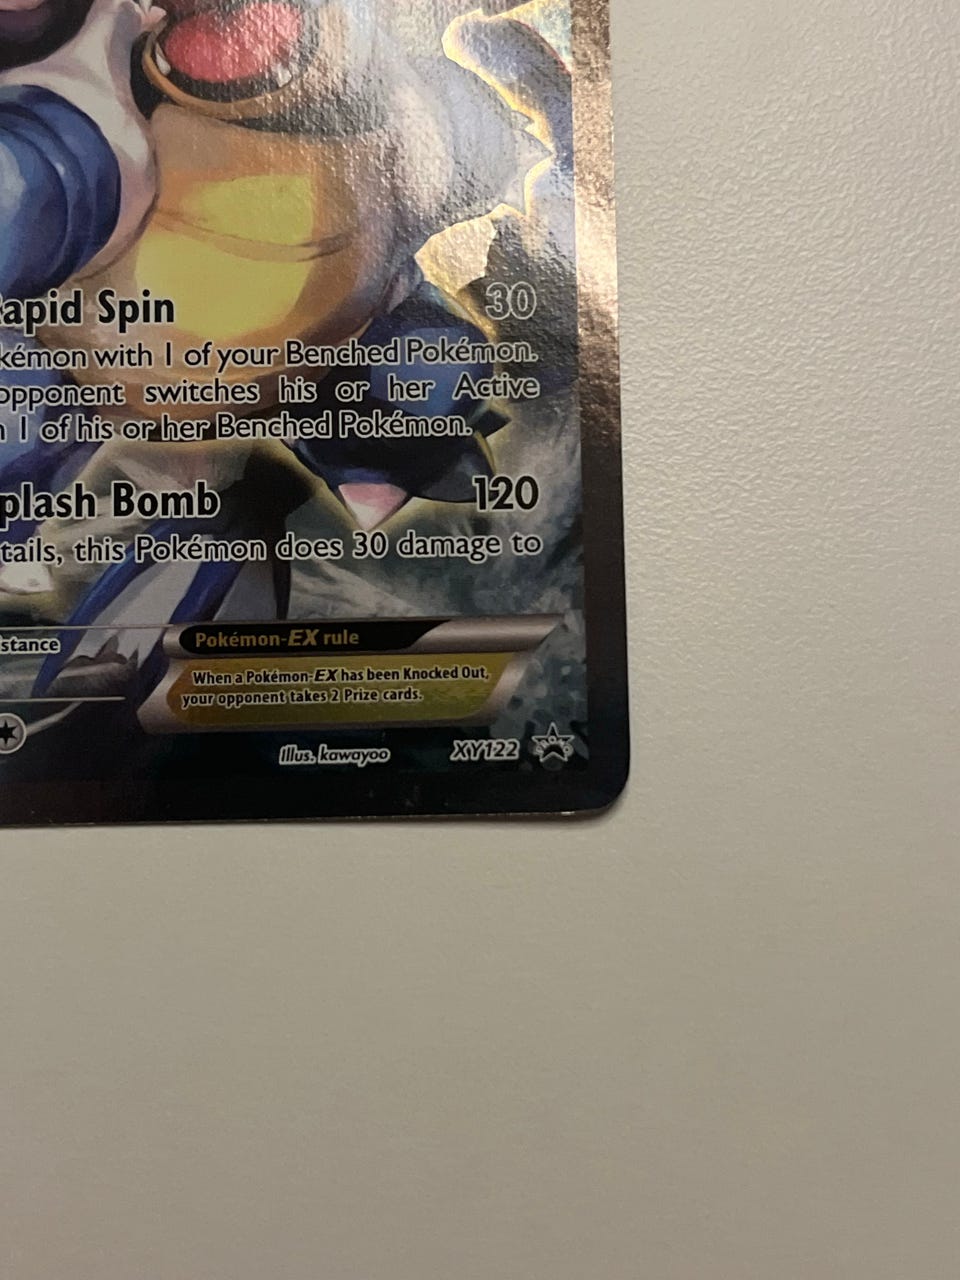 apid Spin 30
kémon with 1 of your Benched Pokémon.
opponent switches his or her Active
1 of his or her Benched Pokémon.
plash Bomb 120
tails, this Pokémon does 30 damage to
stance
Pokémon-EX rule
When a Pokémon-EX has been Knocked Out,
your opponent takes 2 Prize cards.
Illus. kawayoo XY122